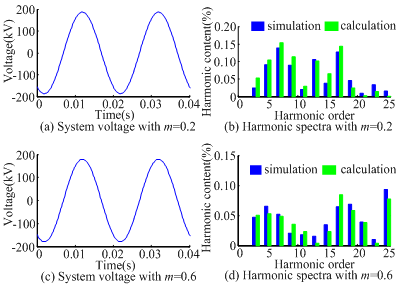 Voltage(kV)
200
100
0
-100
-200
0
0.01
0.02
0.03
0.04
Time(s)
(a) System voltage with m=0.2
Harmonic content(%)
0.20
0.15
0.10
0.05
0
simulation
calculation
0
5
10
15
20
25
Harmonic order
(b) Harmonic spectra with m=0.2
Voltage(kV)
200
100
0
-100
-200
0
0.01
0.02
0.03
0.04
Time(s)
(c) System voltage with m=0.6
Harmonic content(%)
0.15
0.10
0.05
0
simulation
calculation
0
5
10
15
20
25
Harmonic order
(d) Harmonic spectra with m=0.6